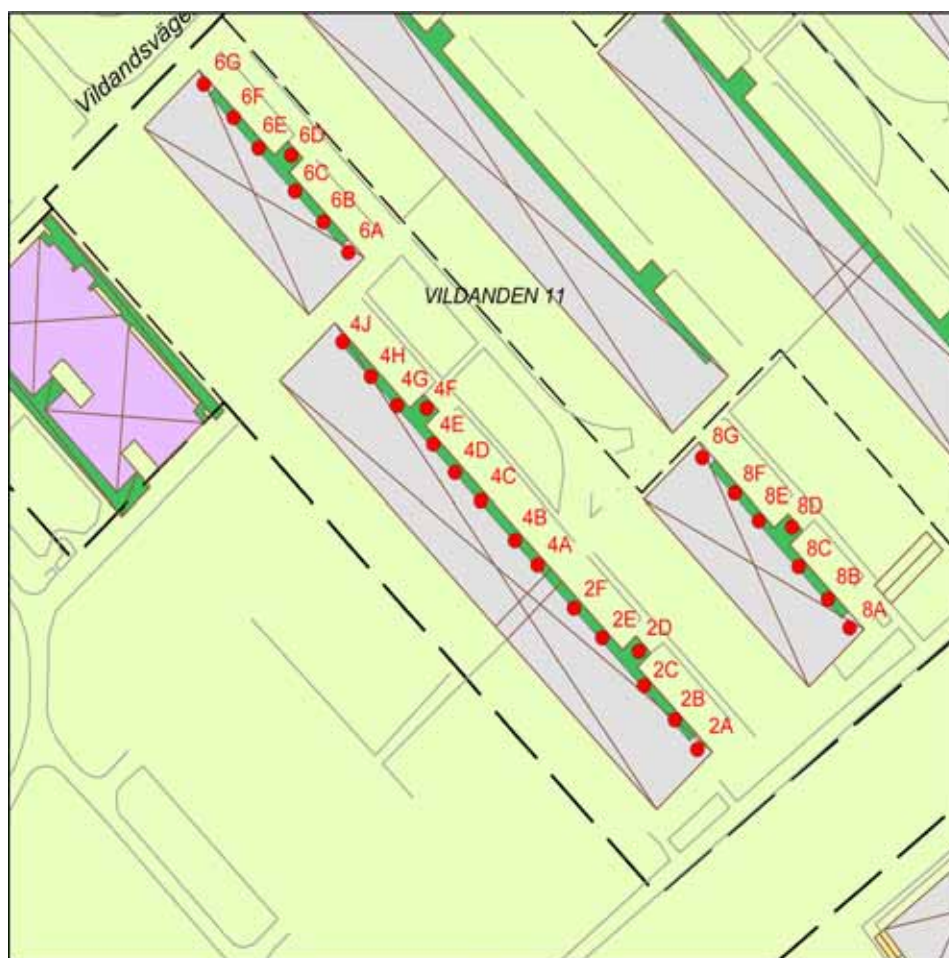 Vildandsväge
6G
6F
6E
6D
6C
6B
6A
VILDANDEN 11
4J
4H
4G
4F
4E
4D
4C
4B
4A
2F
2E
2D
2C
2B
2A
8G
8F
8E
8D
8C
8B
8A